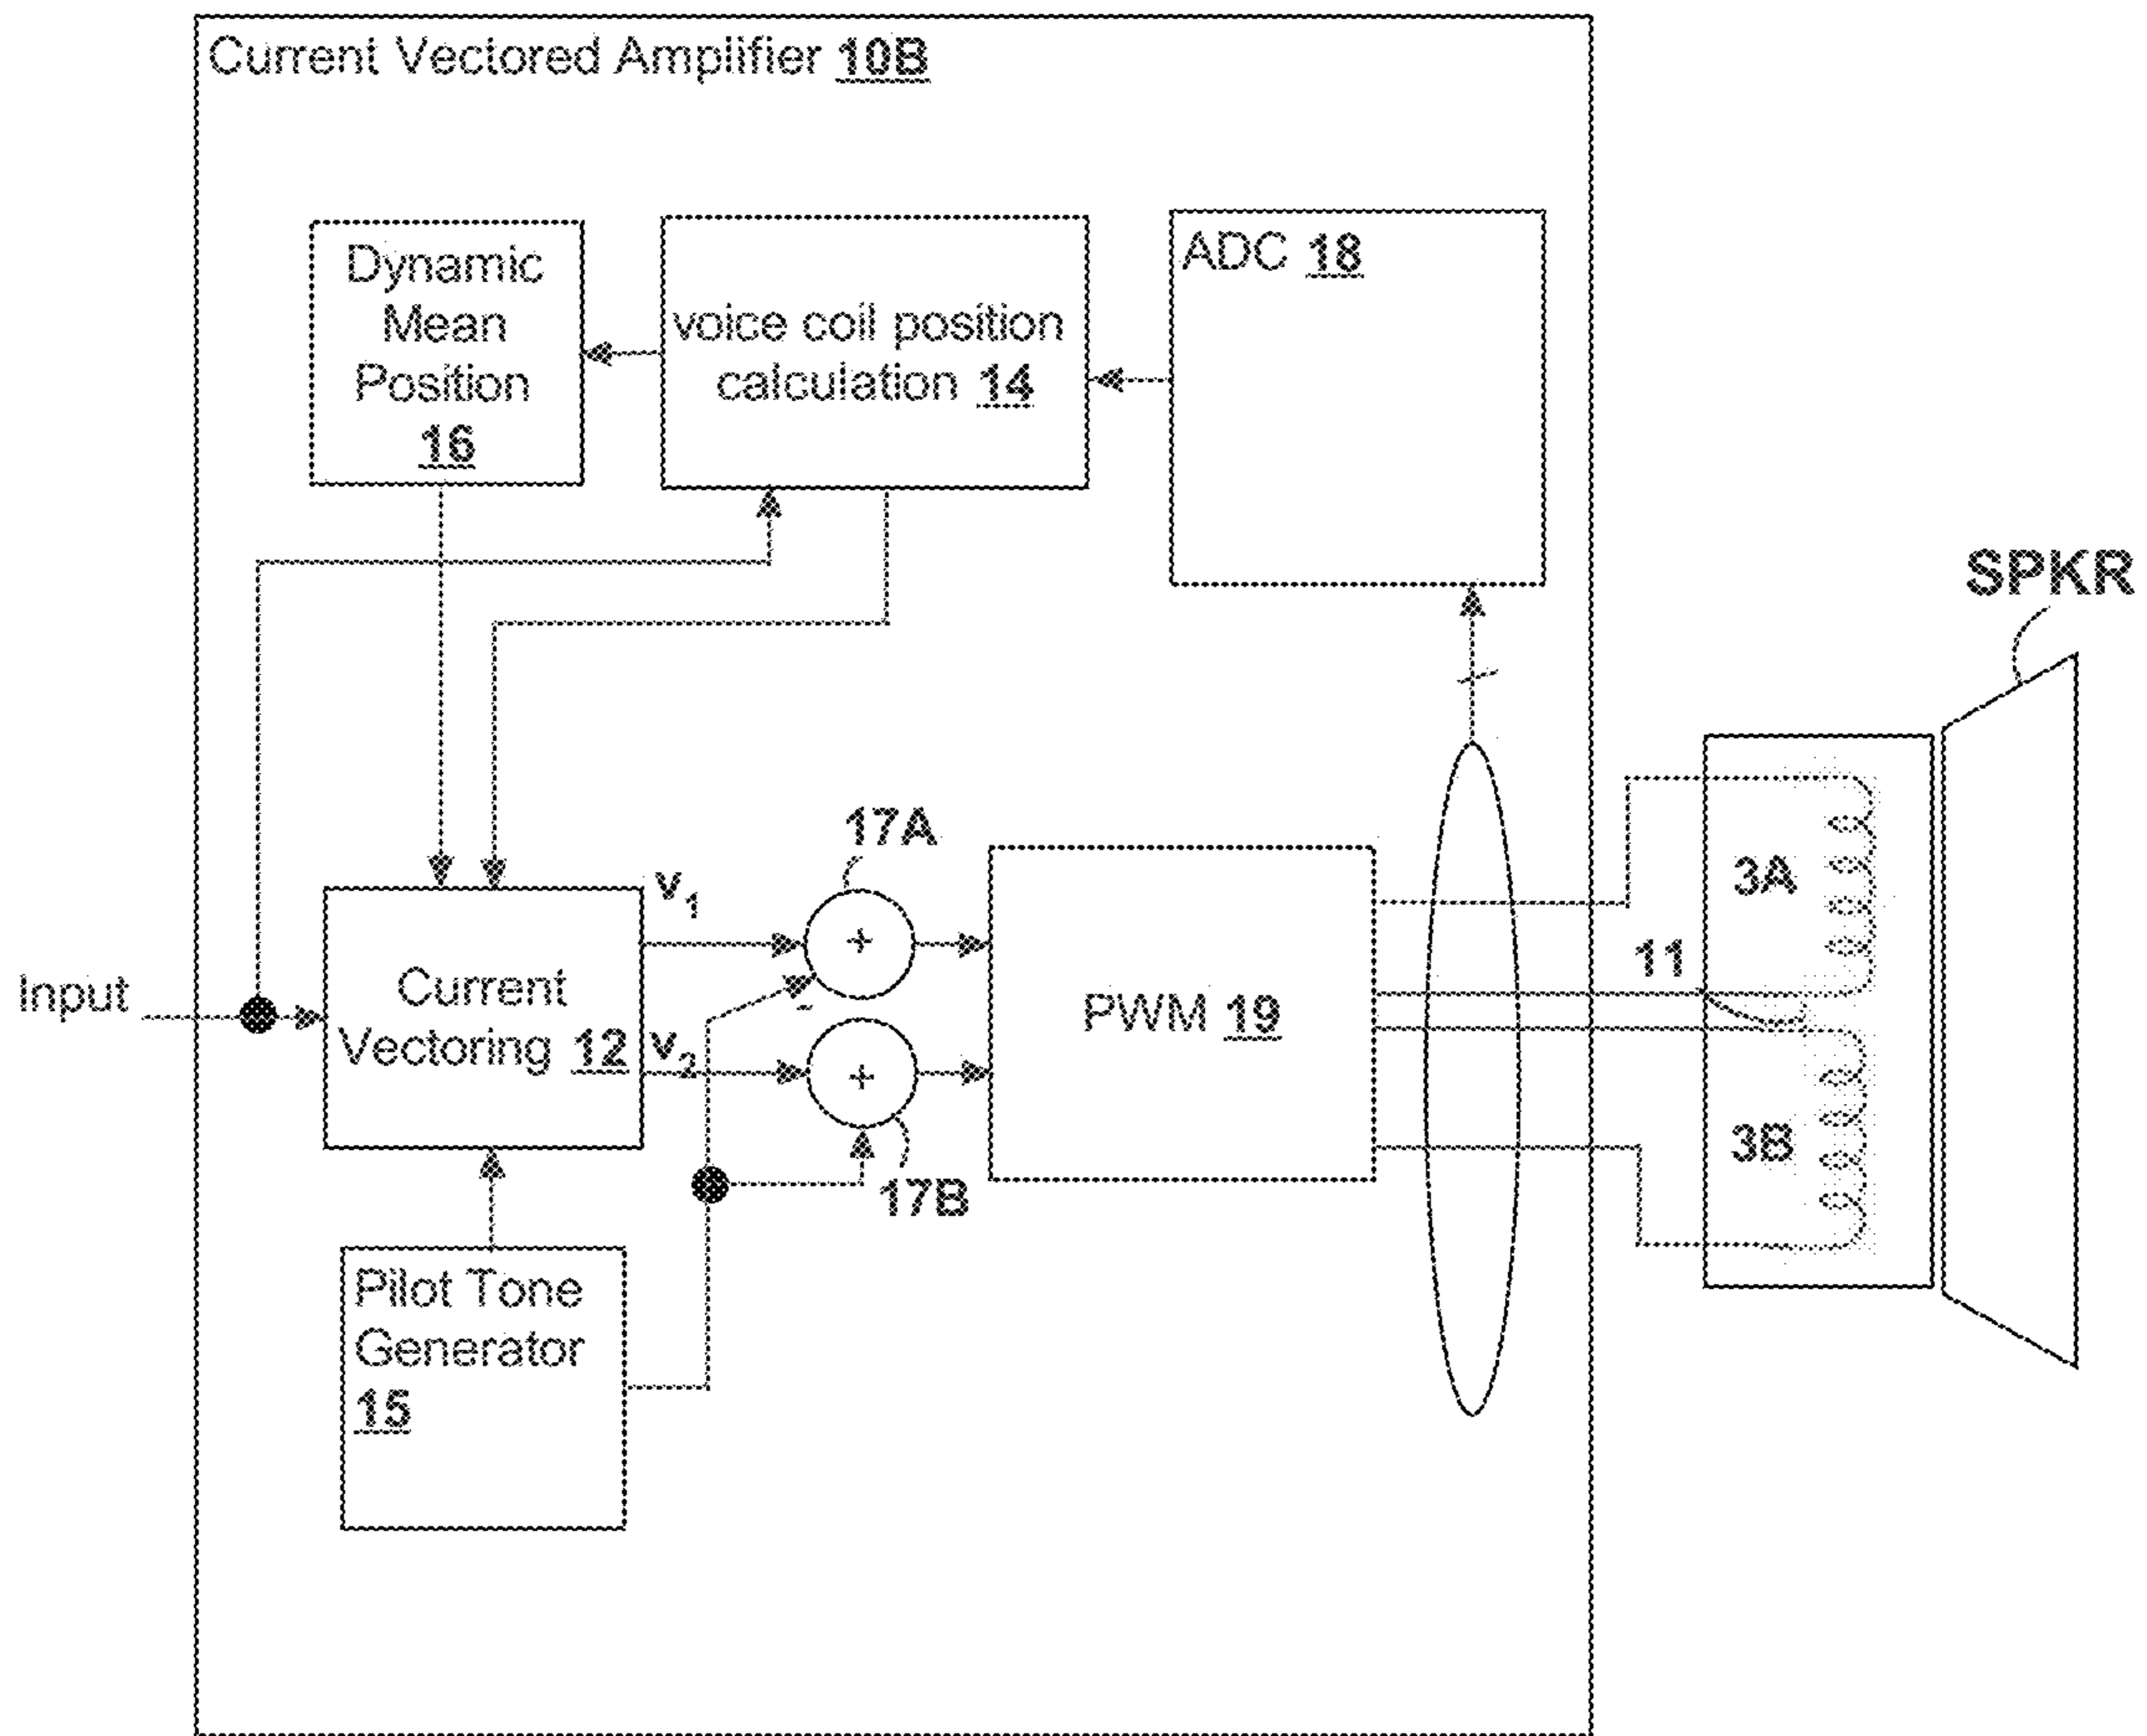 Current Vectored Amplifier 10B
Dynamic
Mean
Position
16
voice coil position
calculation 14
ADC 18
SPKR
17A
v1
3A
11
Input
Current
Vectoring 12
v2
+
-
+
PWM 19
3B
17B
Pilot Tone
Generator
15